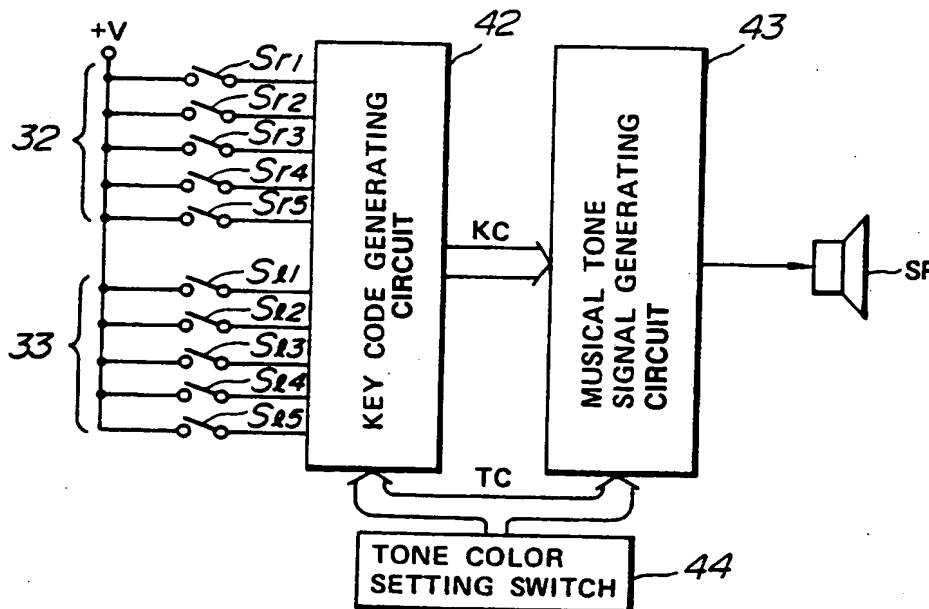 +V
42
43
Sr1
Sr2
Sr3
Sr4
Sr5
32
Sℓ1
Sℓ2
Sℓ3
Sℓ4
Sℓ5
33
KEY CODE GENERATING
CIRCUIT
KC
MUSICAL TONE
SIGNAL GENERATING
CIRCUIT
SP
TC
TONE COLOR
SETTING SWITCH
44